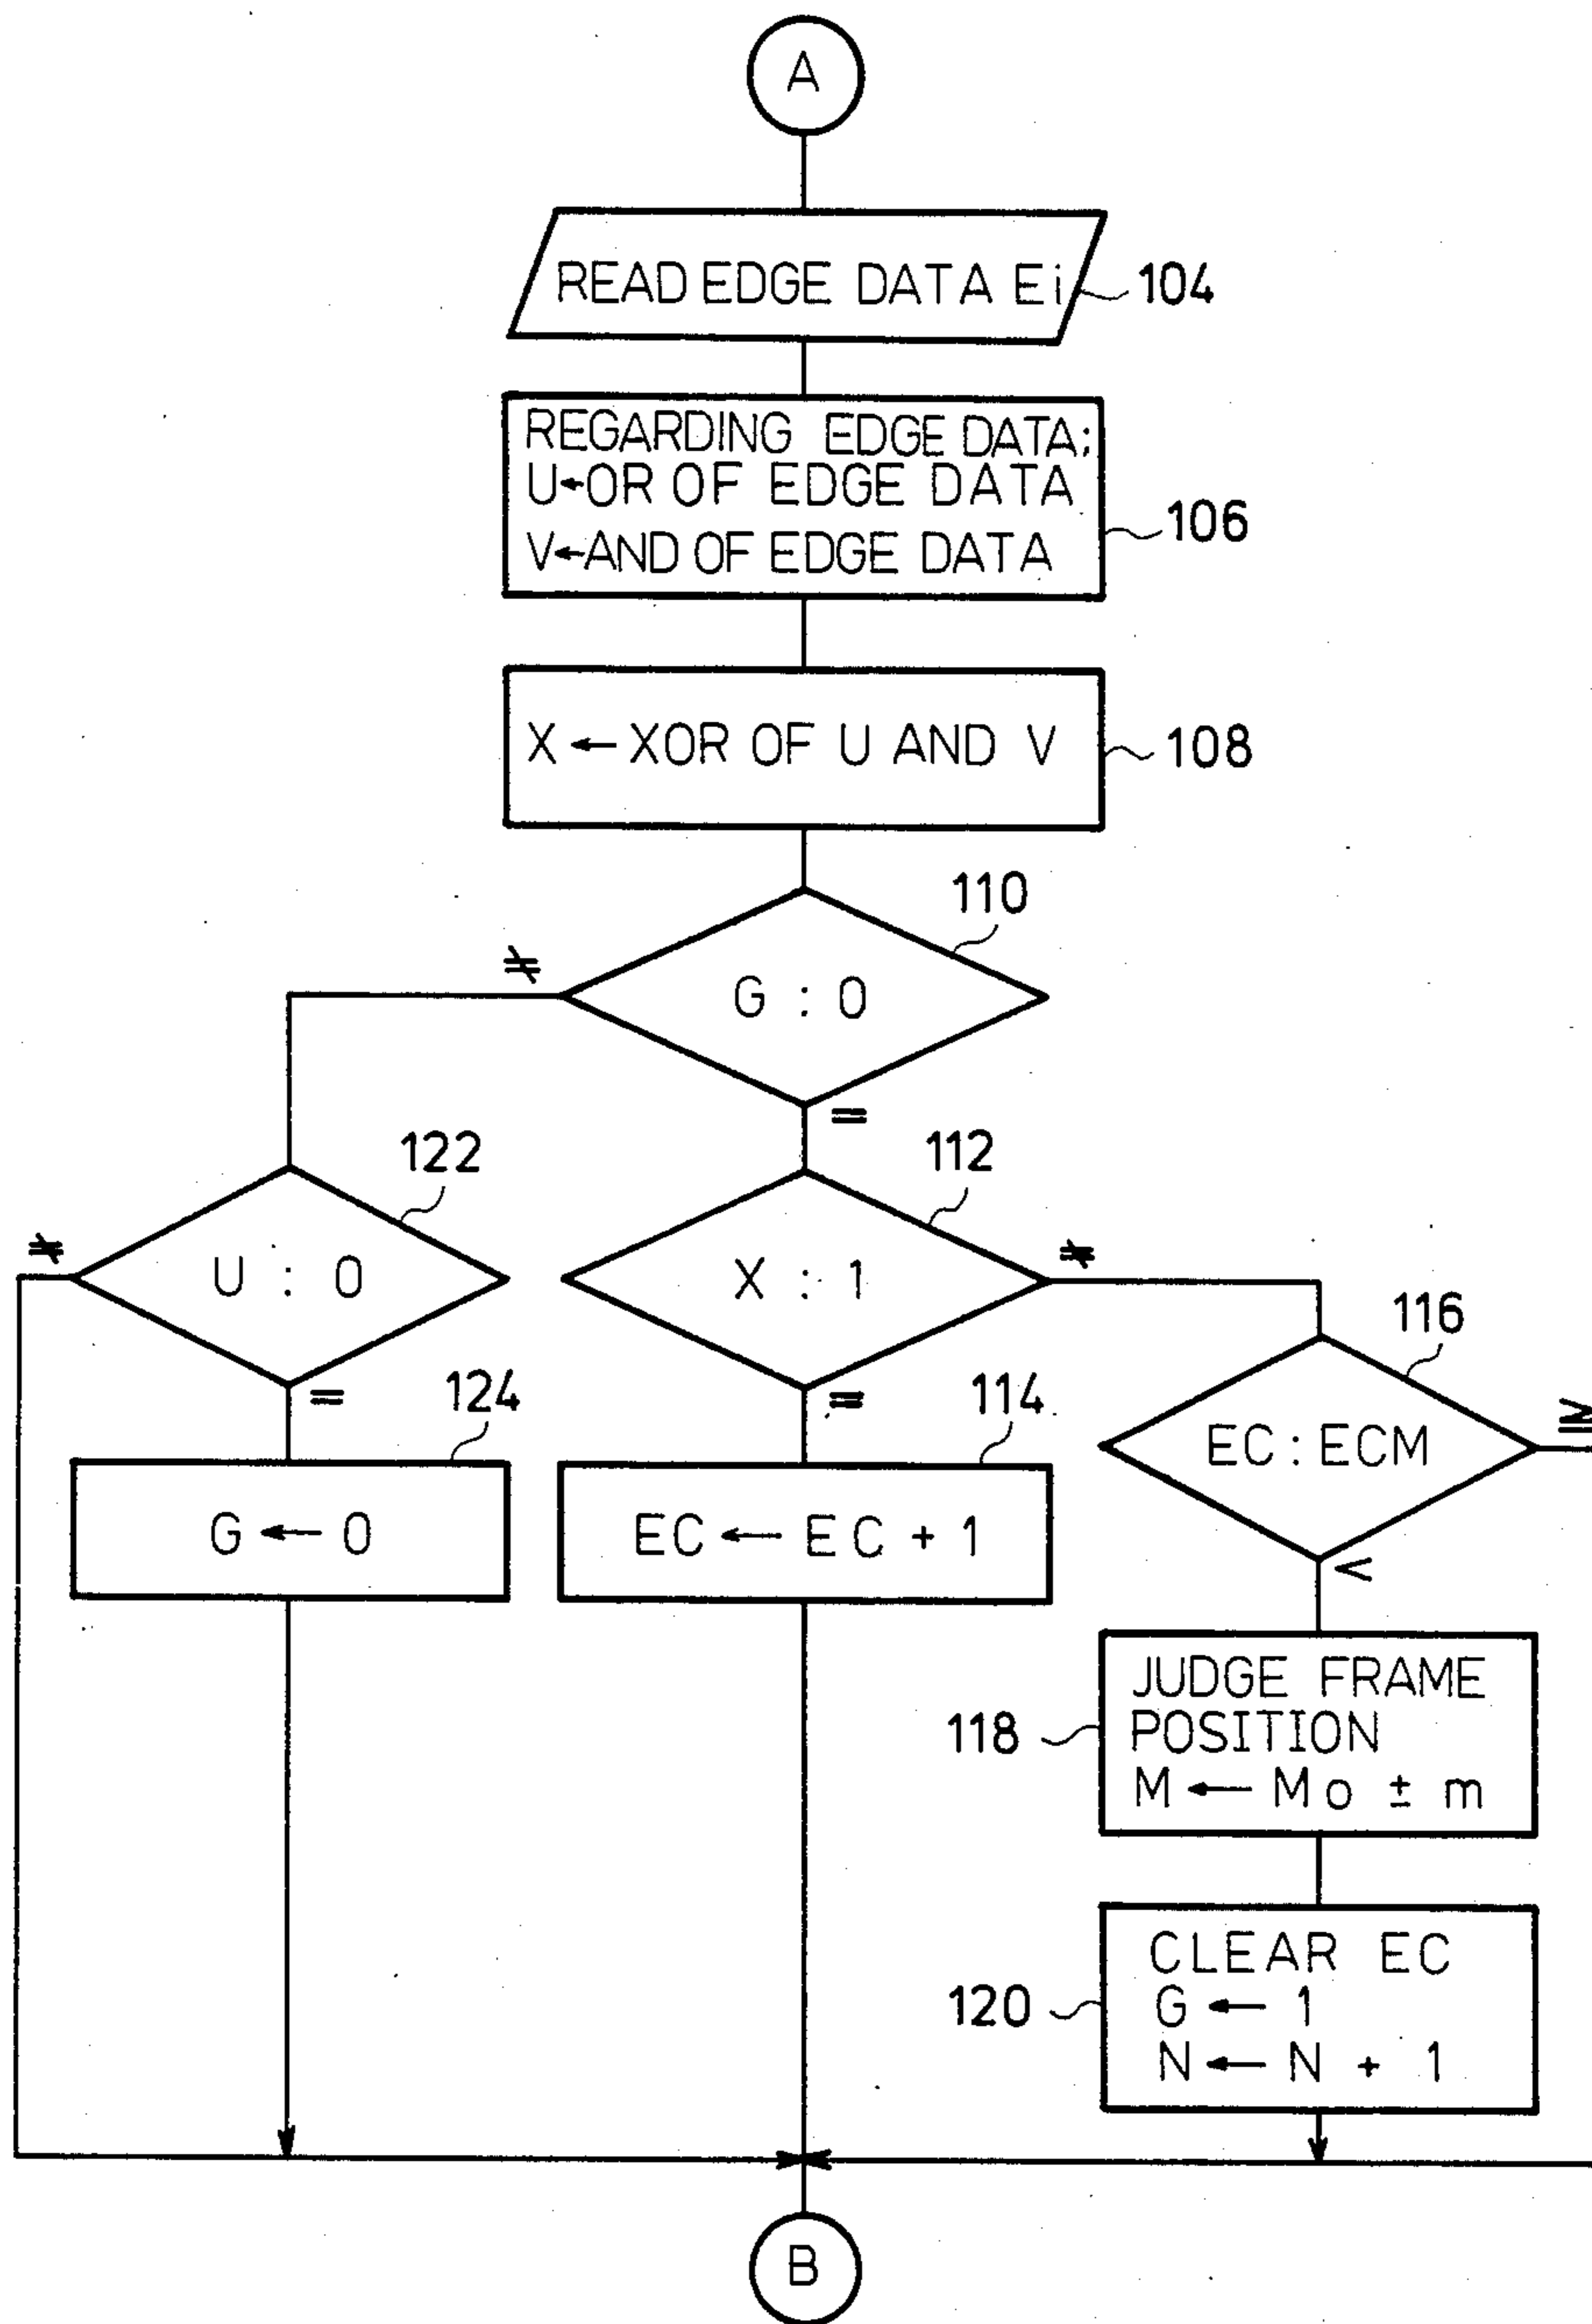 A
READ EDGE DATA Ei
104
REGARDING EDGE DATA;
U←OR OF EDGE DATA
V←AND OF EDGE DATA
106
X ← XOR OF U AND V
108
110
≠
G : 0
=
122
112
≠
U : 0
X : 1
≠
116
=
124
=
114
EC : ECM
≥
G ← 0
EC ← EC + 1
<
JUDGE FRAME
POSITION
M ← Mo ± m
118
CLEAR EC
G ← 1
N ← N + 1
120
B